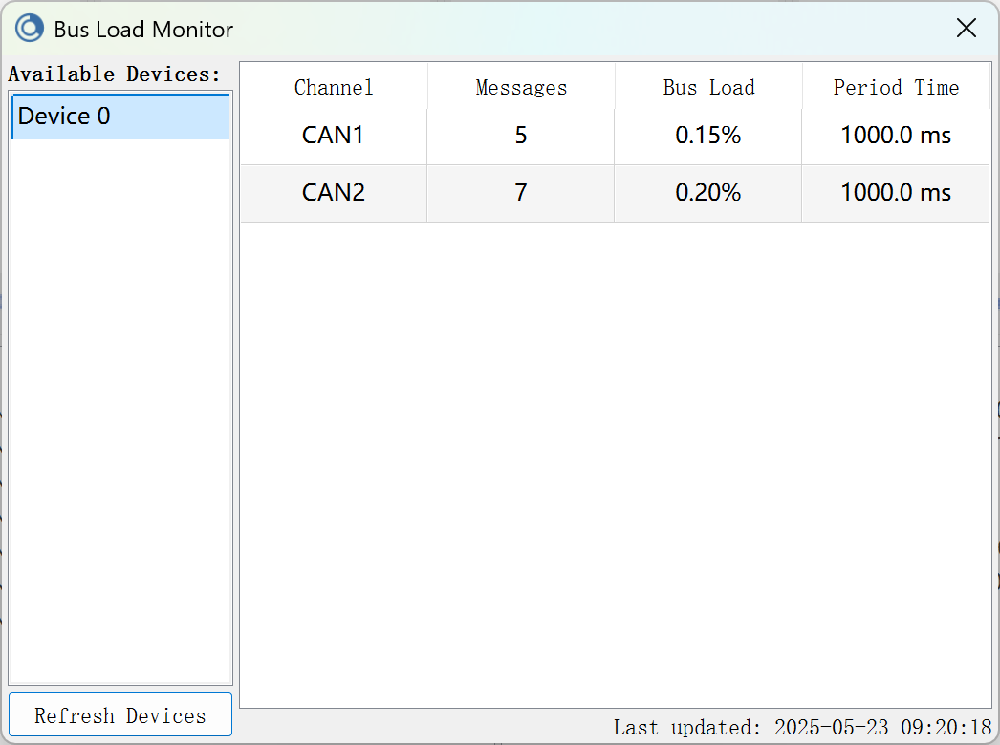 Bus Load Monitor
Available Devices:
Device 0
Channel Messages Bus Load Period Time
CAN1 5 0.15% 1000.0 ms
CAN2 7 0.20% 1000.0 ms
Refresh Devices
Last updated: 2025-05-23 09:20:18